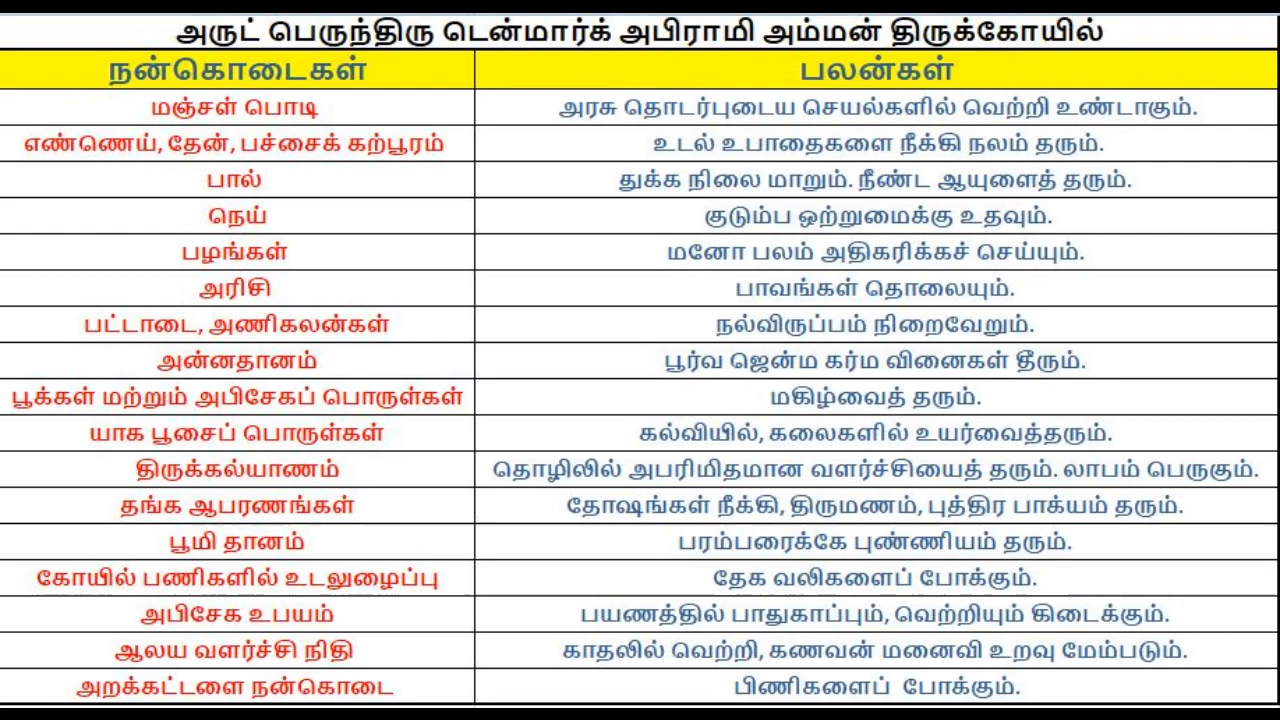 அருட் பெருந்திரு டென்மார்க் அபிராமி அம்மன் திருக்கோயில்
நன்கொடைகள் பலன்கள்
மஞ்சள் பொடி அரசு தொடர்புடைய செயல்களில் வெற்றி உண்டாகும்.
எண்ணெய், தேன், பச்சைக் கற்பூரம் உடல் உபாதைகளை நீக்கி நலம் தரும்.
பால் துக்க நிலை மாறும். நீண்ட ஆயுளைத் தரும்.
நெய் குடும்ப ஒற்றுமைக்கு உதவும்.
பழங்கள் மனோ பலம் அதிகரிக்கச் செய்யும்.
அரிசி பாவங்கள் தொலையும்.
பட்டாடை, அணிகலன்கள் நல்விருப்பம் நிறைவேறும்.
அன்னதானம் பூர்வ ஜென்ம கர்ம வினைகள் தீரும்.
பூக்கள் மற்றும் அபிசேகப் பொருள்கள் மகிழ்வைத் தரும்.
யாக பூசைப் பொருள்கள் கல்வியில், கலைகளில் உயர்வைத்தரும்.
திருக்கல்யாணம் தொழிலில் அபரிமிதமான வளர்ச்சியைத் தரும். லாபம் பெருகும்.
தங்க ஆபரணங்கள் தோஷங்கள் நீக்கி, திருமணம், புத்திர பாக்யம் தரும்.
பூமி தானம் பரம்பரைக்கே புண்ணியம் தரும்.
கோயில் பணிகளில் உடலுழைப்பு தேக வலிகளைப் போக்கும்.
அபிசேக உபயம் பயணத்தில் பாதுகாப்பும், வெற்றியும் கிடைக்கும்.
ஆலய வளர்ச்சி நிதி காதலில் வெற்றி, கணவன் மனைவி உறவு மேம்படும்.
அறக்கட்டளை நன்கொடை பிணிகளைப் போக்கும்.